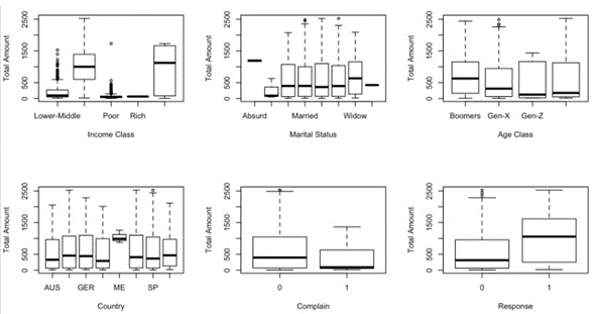 Total Amount
0 500 1500 2500
Lower-Middle Poor Rich
Income Class
Total Amount
0 500 1500 2500
Absurd Married Widow
Marital Status
Total Amount
0 500 1500 2500
Boomers Gen-X Gen-Z
Age Class
Total Amount
0 500 1500 2500
AUS GER ME SP
Country
Total Amount
0 500 1500 2500
0 1
Complain
Total Amount
0 500 1500 2500
0 1
Response